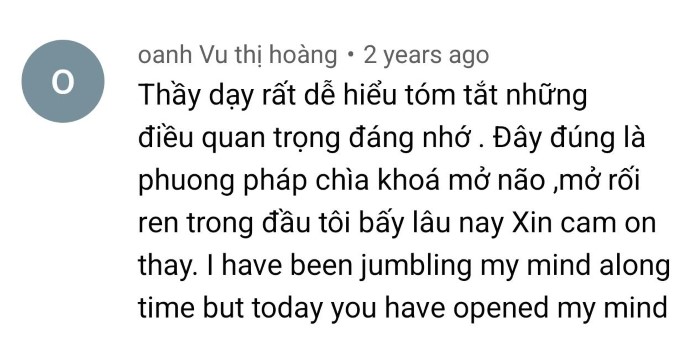 O
oanh Vu thị hoàng • 2 years ago
Thầy dạy rất dễ hiểu tóm tắt những
điều quan trọng đáng nhớ . Đây đúng là
phuong pháp chìa khoá mở não ,mở rối
ren trong đầu tôi bấy lâu nay Xin cam on
thay. I have been jumbling my mind along
time but today you have opened my mind